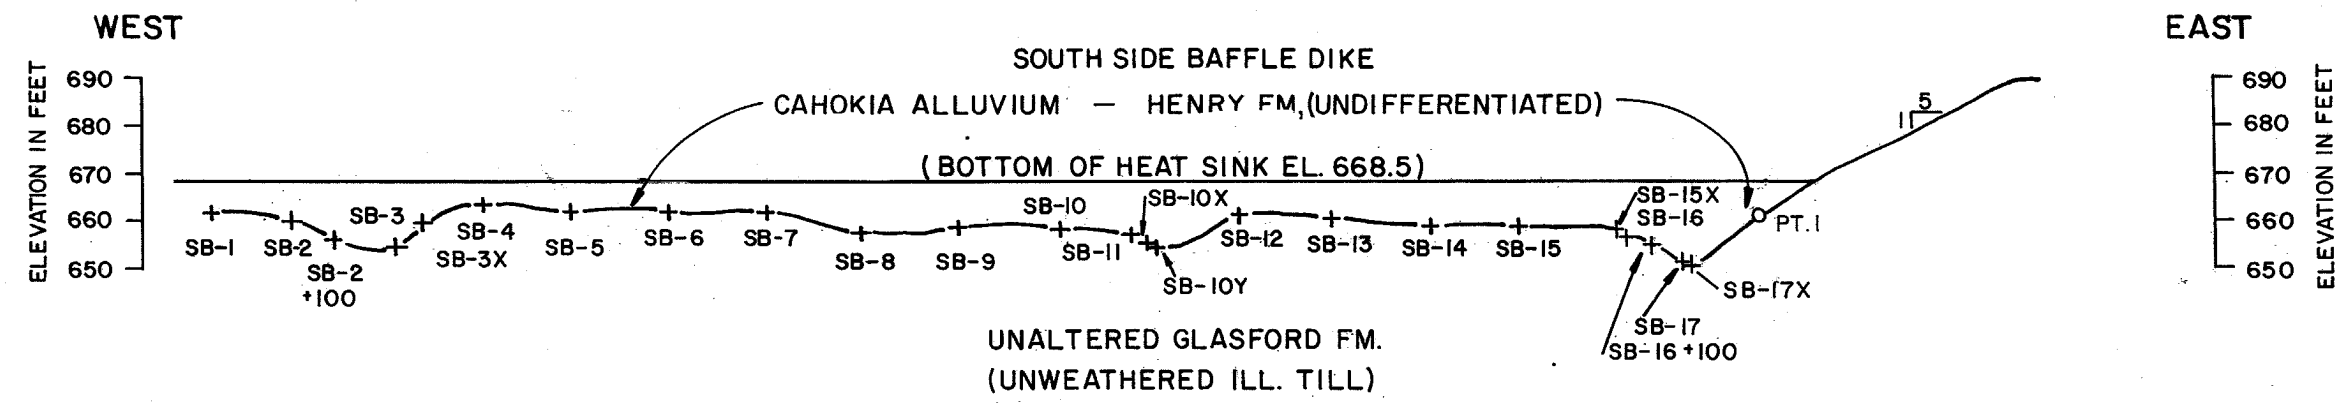 WEST
EAST
SOUTH SIDE BAFFLE DIKE
CAHOKIA ALLUVIUM — HENRY FM,(UNDIFFERENTIATED)
(BOTTOM OF HEAT SINK EL. 668.5)
ELEVATION IN FEET
690
680
670
660
650
SB-1
SB-2
SB-2
+100
SB-3
SB-3X
SB-4
SB-5
SB-6
SB-7
SB-8
SB-9
SB-10
SB-11
SB-10X
SB-10Y
SB-12
SB-13
SB-14
SB-15
SB-15X
SB-16
SB-16 +100
SB-17
SB-17X
PT. 1
5
1
690
680
670
660
650
ELEVATION IN FEET
UNALTERED GLASFORD FM.
(UNWEATHERED ILL. TILL)